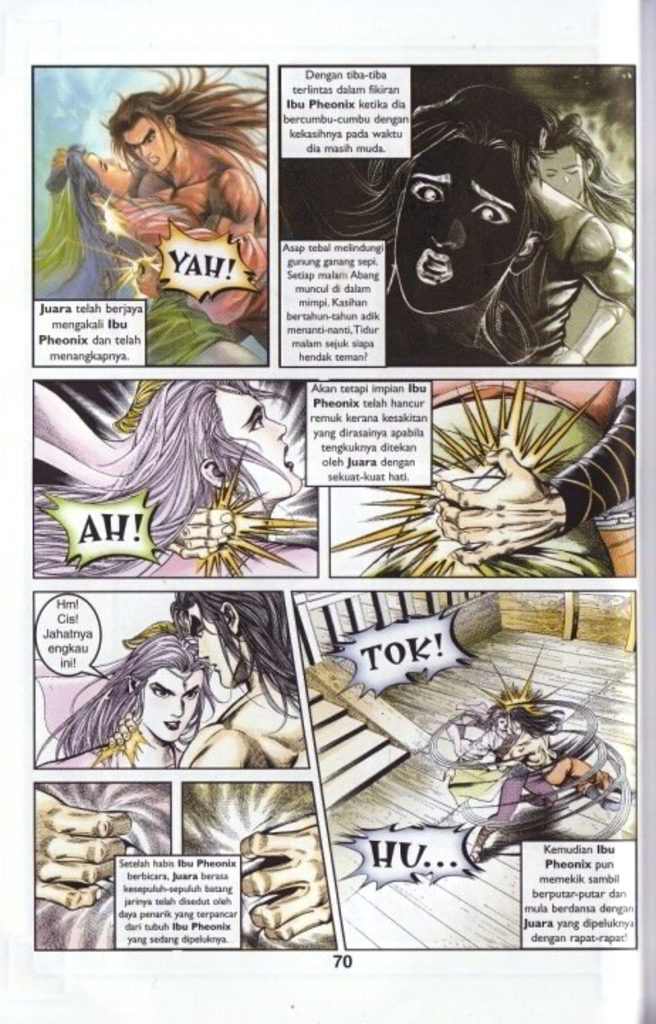 YAH!
Juara telah berjaya
mengakali Ibu
Pheonix dan telah
menangkapnya.
Dengan tiba-tiba
terlintas dalam fikiran
Ibu Pheonix ketika dia
bercumbu-cumbu dengan
kekasihnya pada waktu
dia masih muda.
Asap tebal melindungi
gunung ganang sepi.
Setiap malam Abang
muncul di dalam
mimpi. Kasihan
bertahun-tahun adik
menanti-nanti, Tidur
malam sejuk siapa
hendak teman?
AH!
Akan tetapi impian Ibu
Pheonix telah hancur
remuk kerana kesakitan
yang dirasainya apabila
tengkuknya ditekan
oleh Juara dengan
sekuat-kuat hati.
Hm!
Cis!
Jahatnya
engkau
ini!
TOK!
Setelah habis Ibu Pheonix
berbicara, Juara berasa
kesepuluh-sepuluh batang
jarinya telah disedut oleh
daya penarik yang terpancar
dari tubuh Ibu Pheonix
yang sedang dipeluknya.
HU...
Kemudian Ibu
Pheonix pun
memekik sambil
berputar-putar dan
mula berdansa dengan
Juara yang dipeluknya
dengan rapat-rapat!
70